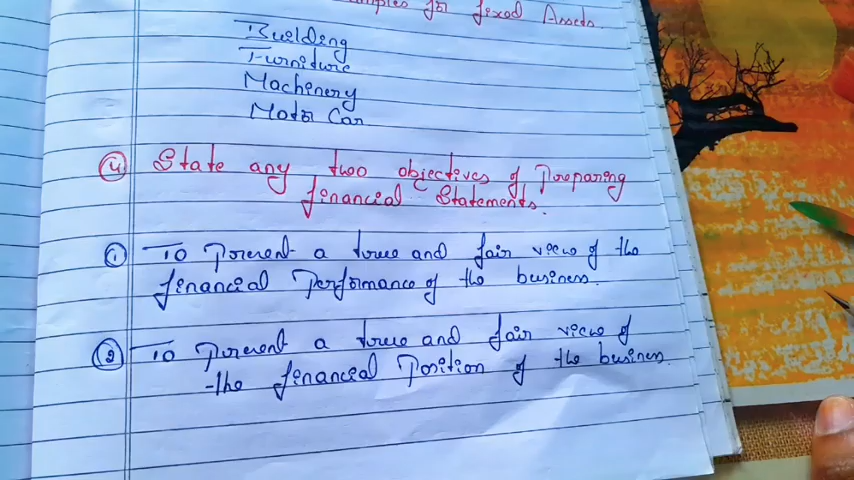 Examples for fixed Assets.
Building
Furniture
Machinery
Motor Car
4 State any two objectives of Preparing
financial Statements.
1 To Present a true and fair view of the
financial Performance of the business.
2 To Present a true and fair view of
the financial Position of the business.